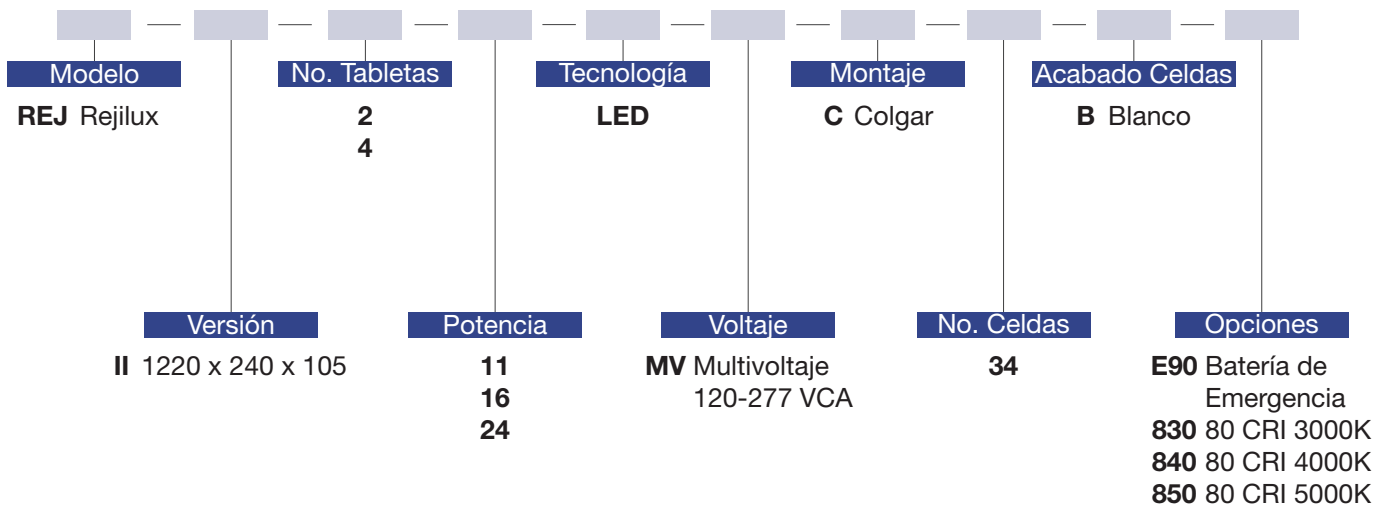 Modelo
REJ Rejilux
No. Tabletas
2
4
Tecnología
LED
Montaje
C Colgar
Acabado Celdas
B Blanco
Versión
II 1220 x 240 x 105
Potencia
11
16
24
Voltaje
MV Multivoltaje
120-277 VCA
No. Celdas
34
Opciones
E90 Batería de
Emergencia
830 80 CRI 3000K
840 80 CRI 4000K
850 80 CRI 5000K